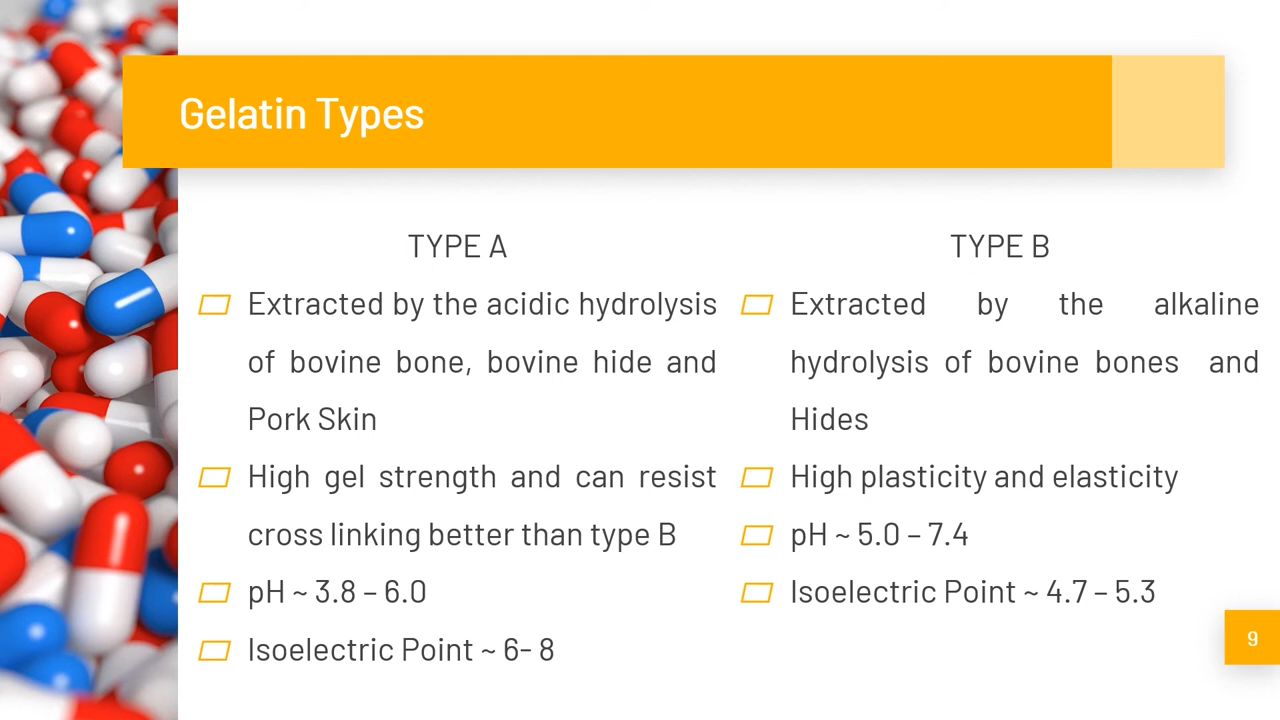 Gelatin Types
TYPE A
Extracted by the acidic hydrolysis
of bovine bone, bovine hide and
Pork Skin
High gel strength and can resist
cross linking better than type B
pH ~ 3.8 – 6.0
Isoelectric Point ~ 6- 8
TYPE B
Extracted by the alkaline
hydrolysis of bovine bones and
Hides
High plasticity and elasticity
pH ~ 5.0 – 7.4
Isoelectric Point ~ 4.7 – 5.3
9